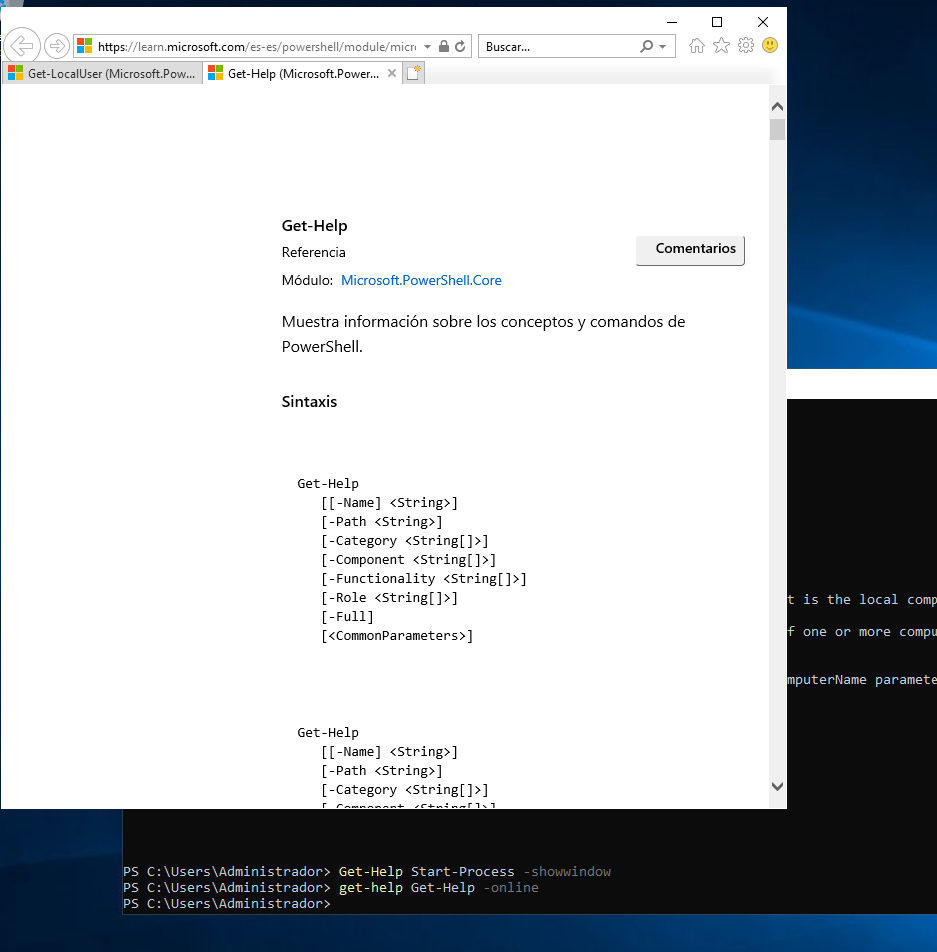 https://learn.microsoft.com/es-es/powershell/module/micr
Buscar...
Get-LocalUser (Microsoft.Pow...
Get-Help (Microsoft.Power...
Get-Help
Referencia
Comentarios
Módulo: Microsoft.PowerShell.Core
Muestra información sobre los conceptos y comandos de
PowerShell.
Sintaxis
Get-Help
[[-Name] <String>]
[-Path <String>]
[-Category <String[]>]
[-Component <String[]>]
[-Functionality <String[]>]
[-Role <String[]>]
[-Full]
[<CommonParameters>]
Get-Help
[[-Name] <String>]
[-Path <String>]
[-Category <String[]>]
[-Component <String[]>]
t is the local comp
f one or more compu
mputerName paramete
PS C:\Users\Administrador> Get-Help Start-Process -showwindow
PS C:\Users\Administrador> get-help Get-Help -online
PS C:\Users\Administrador>